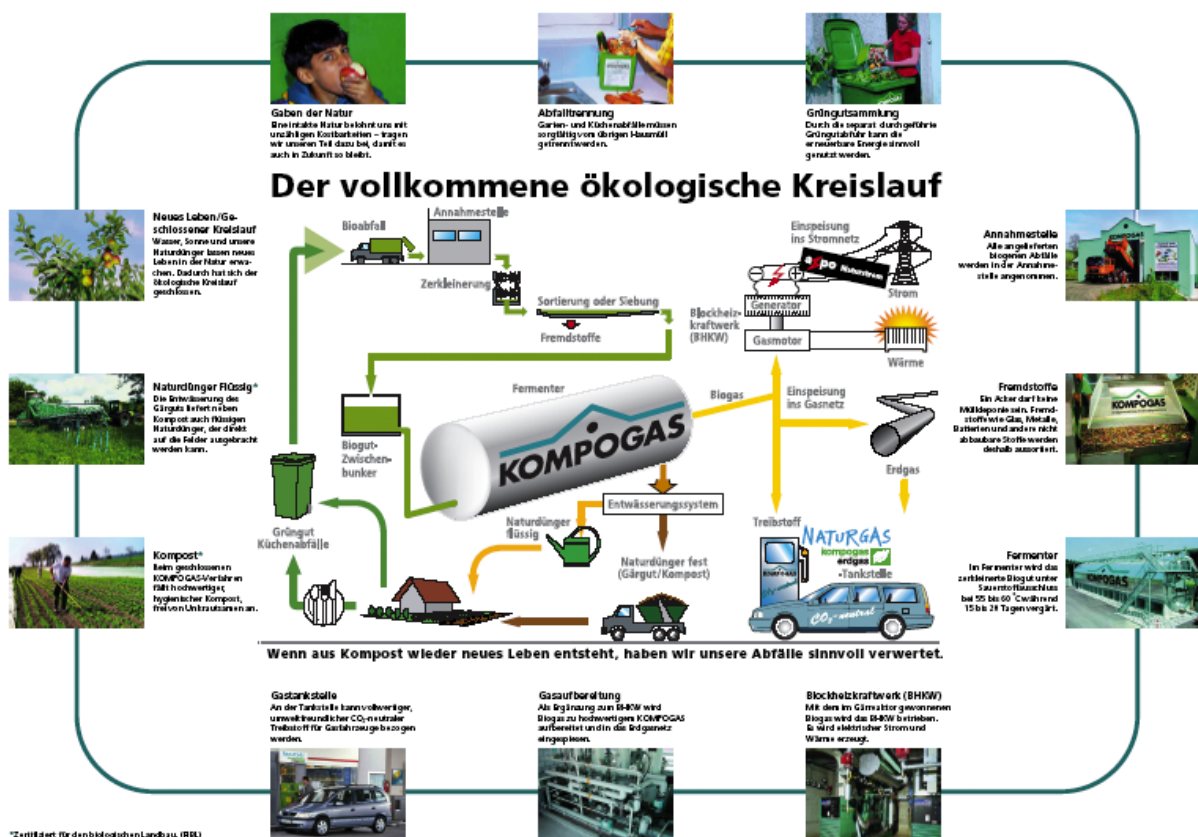 Gaben der Natur
Eine intakte Natur belohnt uns mit
unzähligen Kostbarkeiten – tragen
wir unseren Teil dazu bei, damit es
auch in Zukunft so bleibt.
Abfalltrennung
Garten- und Küchenabfälle müssen
sorgfältig vom übrigen Hausmüll
getrennt werden.
Grüngutsammlung
Durch die separat durchgeführte
Grüngutabfuhr kann die
erneuerbare Energie sinnvoll
genutzt werden.
Der vollkommene ökologische Kreislauf
Neues Leben/Ge-
schlossener Kreislauf
Wasser, Sonne und unsere
Naturdünger lassen neues
Leben in der Natur erwa-
chen. Dadurch hat sich der
ökologische Kreislauf
geschlossen.
Naturdünger Flüssig*
Die Entwässerung des
Gärguts liefert neben
Kompost auch flüssigen
Naturdünger, der direkt
auf die Felder ausgebracht
werden kann.
Kompost*
Beim geschlossenen
KOMPOGAS-Verfahren
fällt hochwertiger,
hygienischer Kompost,
frei von Unkrautsamen an.
Bioabfall
Annahmestelle
Zerkleinerung
Sortierung oder Siebung
Fremdstoffe
Einspeisung
ins Stromnetz
Naturstrom
Strom
Blockheiz-
kraftwerk
(BHKW)
Generator
Gasmotor
Wärme
Fermenter
KOMPOGAS
Biogas
Einspeisung
ins Gasnetz
Erdgas
Biogut-
Zwischen-
bunker
Entwässerungssystem
Naturdünger
flüssig
Naturdünger fest
(Gärgut/Kompost)
Grüngut
Küchenabfälle
Treibstoff
NATURGAS
kompogas
erdgas
-Tankstelle
KOMPOGAS
CO₂-neutral
Annahmestelle
Alle angelieferten
biogenen Abfälle
werden in der Annahme-
stelle angenommen.
KOMPOGAS
Fremdstoffe
Ein Acker darf keine
Mülldeponie sein. Fremd-
stoffe wie Glas, Metalle,
Batterien und andere nicht
abbaubare Stoffe werden
deshalb aussortiert.
KOMPOGAS
Fermenter
Im Fermenter wird das
zerkleinerte Biogut unter
Sauerstoffausschluss
bei 55 bis 60 °C während
15 bis 20 Tagen vergärt.
KOMPOGAS
Wenn aus Kompost wieder neues Leben entsteht, haben wir unsere Abfälle sinnvoll verwertet.
Gastankstelle
An der Tankstelle kann vollwertiger,
umweltfreundlicher CO₂-neutraler
Treibstoff für Gasfahrzeuge bezogen
werden.
Gasaufbereitung
Als Ergänzung zum BHKW wird
Biogas zu hochwertigem KOMPOGAS
aufbereitet und in das Erdgasnetz
eingespiesen.
Blockheizkraftwerk (BHKW)
Mit dem im Gärreaktor gewonnenen
Biogas wird das BHKW betrieben.
Es wird elektrischer Strom und
Wärme erzeugt.
*Zertifiziert für den biologischen Landbau. (FiBL)